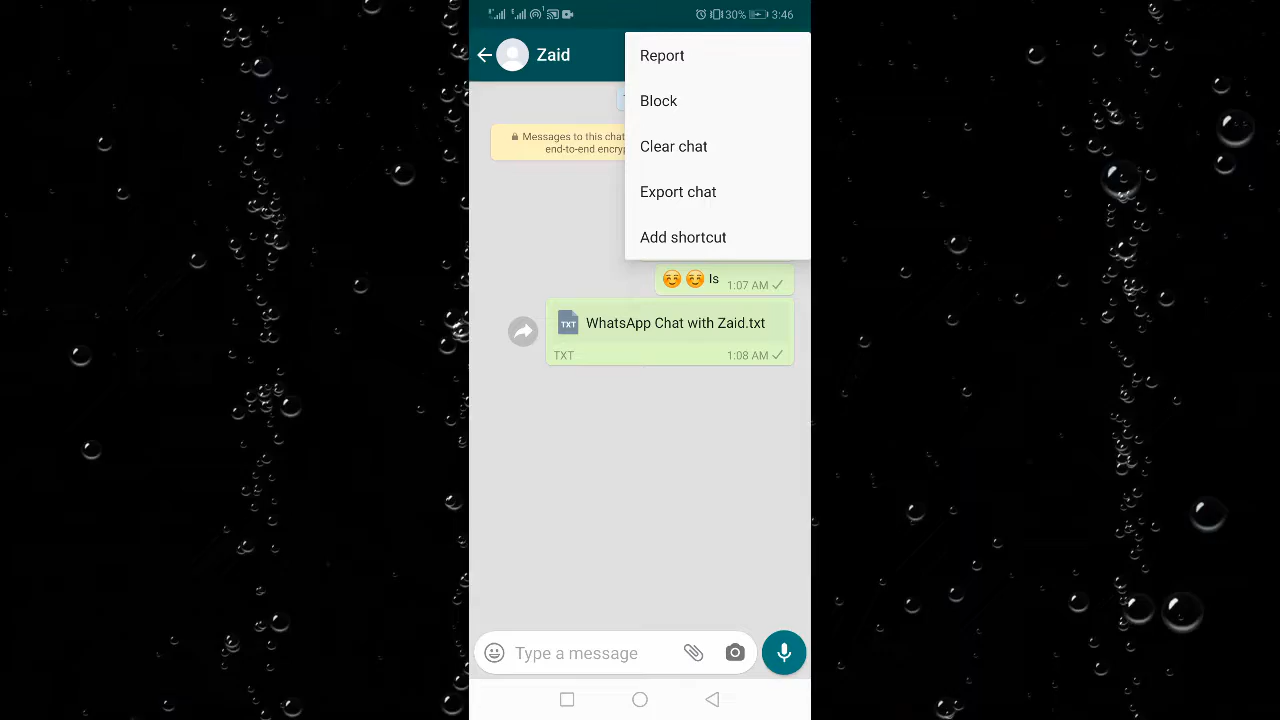 30% 3:46
Zaid
Report
Block
Clear chat
Export chat
Add shortcut
Messages to this chat
end-to-end encryp
☺️ ☺️ Is 1:07 AM
TXT WhatsApp Chat with Zaid.txt
TXT 1:08 AM
Type a message